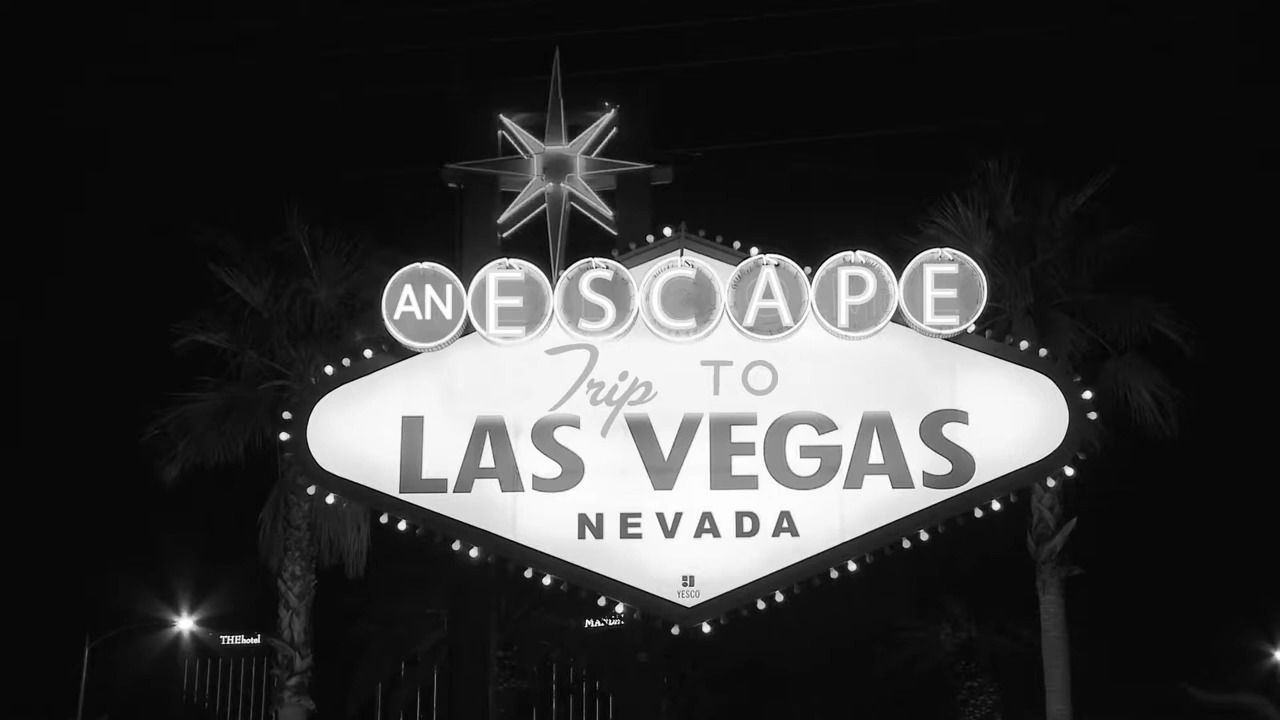 AN ESCAPE
Trip TO
LAS VEGAS
NEVADA
YESCO
THEhotel